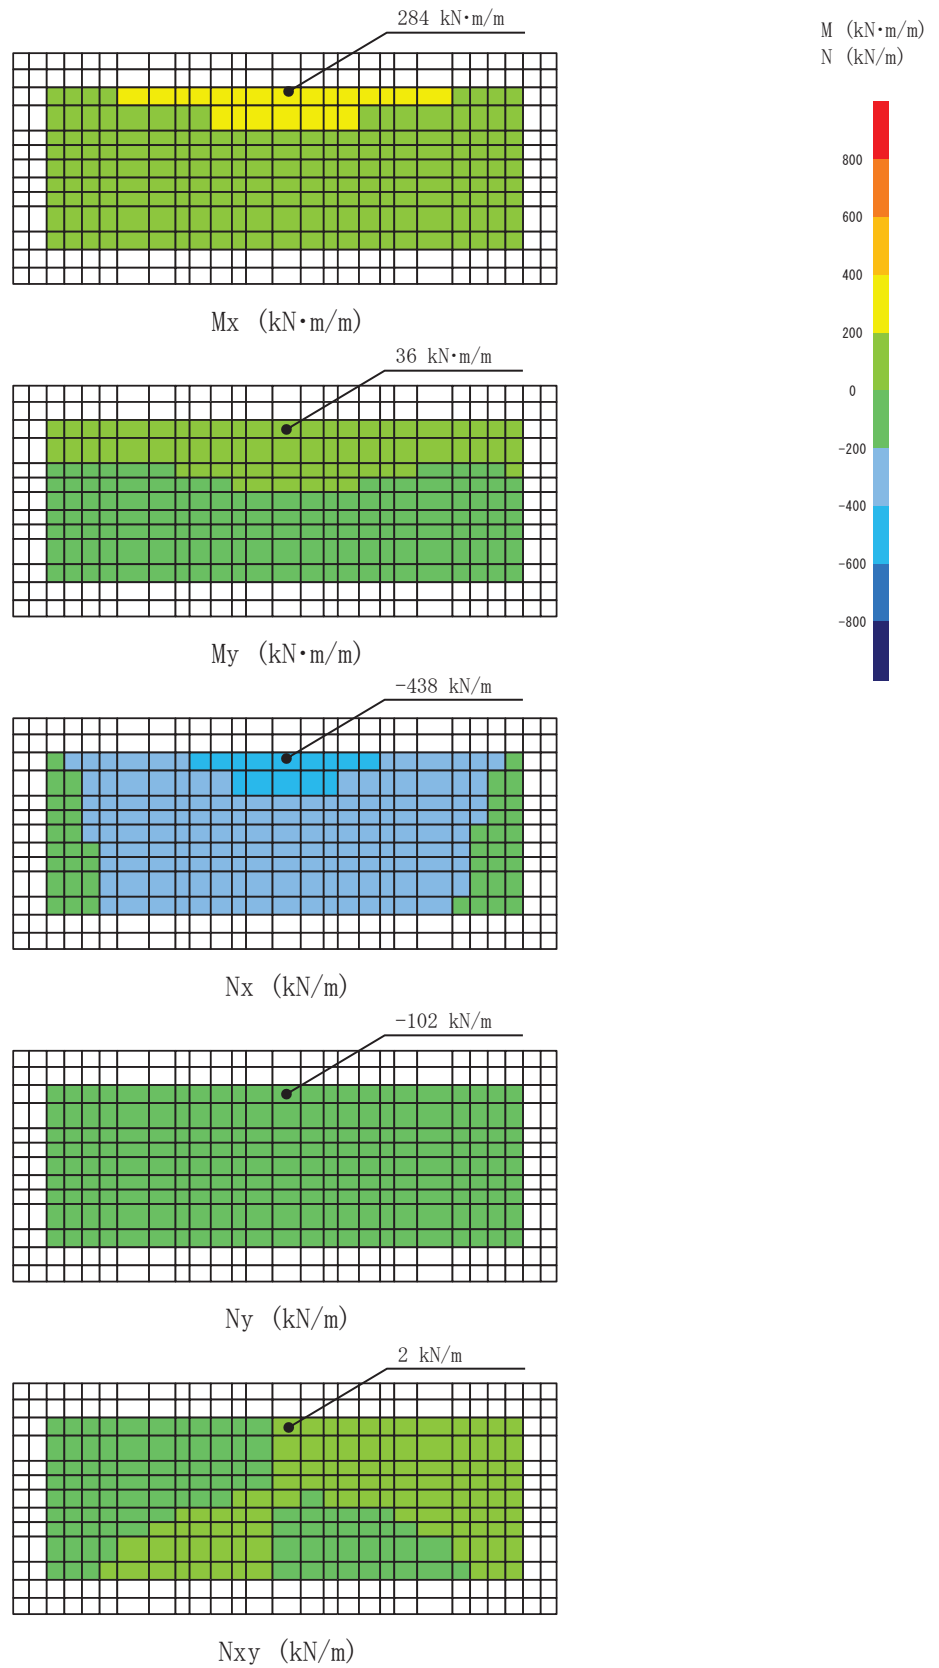 284 kN·m/m
M (kN·m/m)
N (kN/m)
800
600
400
200
0
-200
-400
-600
-800
Mx (kN·m/m)
36 kN·m/m
My (kN·m/m)
-438 kN/m
Nx (kN/m)
-102 kN/m
Ny (kN/m)
2 kN/m
Nxy (kN/m)